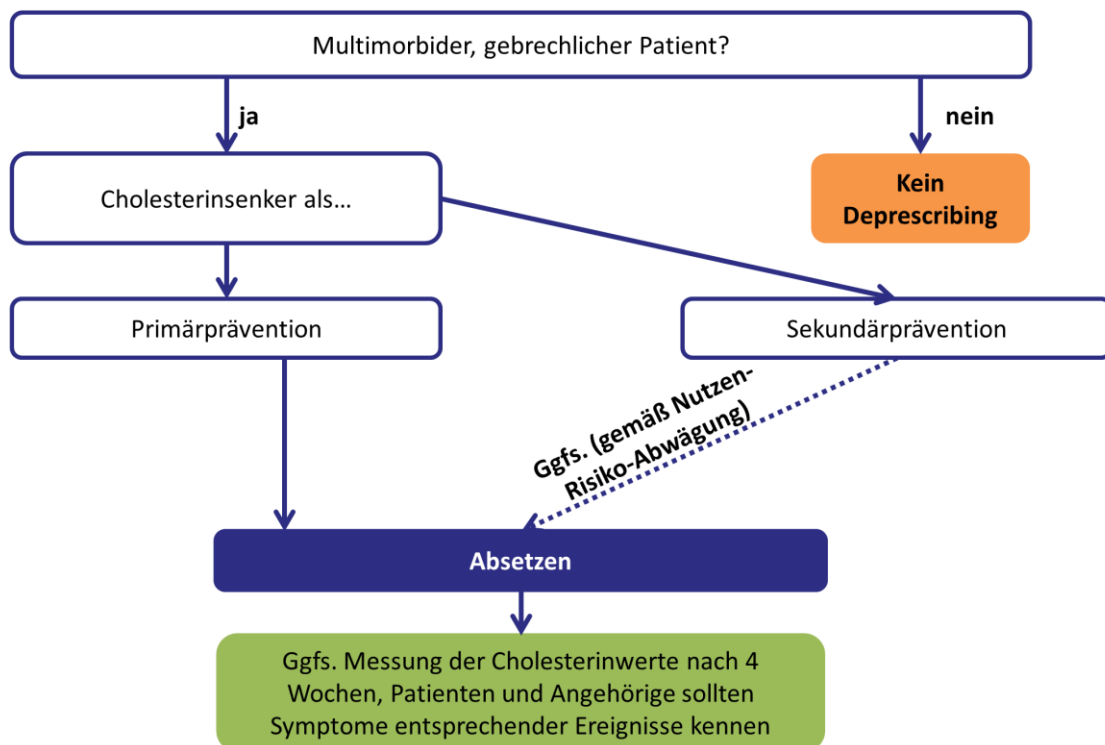 Multimorbider, gebrechlicher Patient?
ja
nein
Cholesterinsenker als…
Kein
Deprescribing
Primärprävention
Sekundärprävention
Ggfs. (gemäß Nutzen-
Risiko-Abwägung)
Absetzen
Ggfs. Messung der Cholesterinwerte nach 4
Wochen, Patienten und Angehörige sollten
Symptome entsprechender Ereignisse kennen